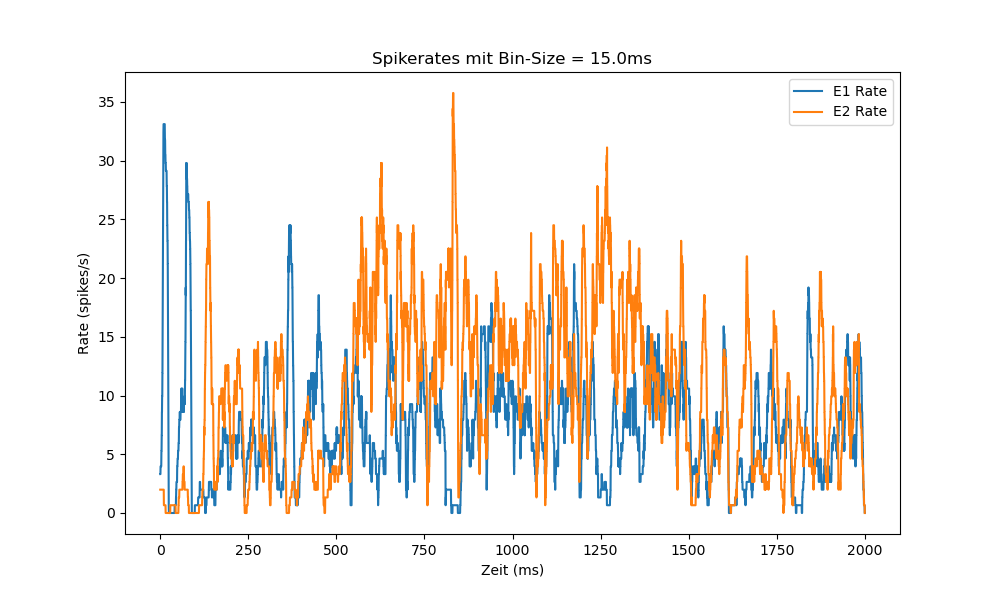 Spikerates mit Bin-Size = 15.0ms
E1 Rate
E2 Rate
35
30
25
20
15
10
5
0
Rate (spikes/s)
0 250 500 750 1000 1250 1500 1750 2000
Zeit (ms)